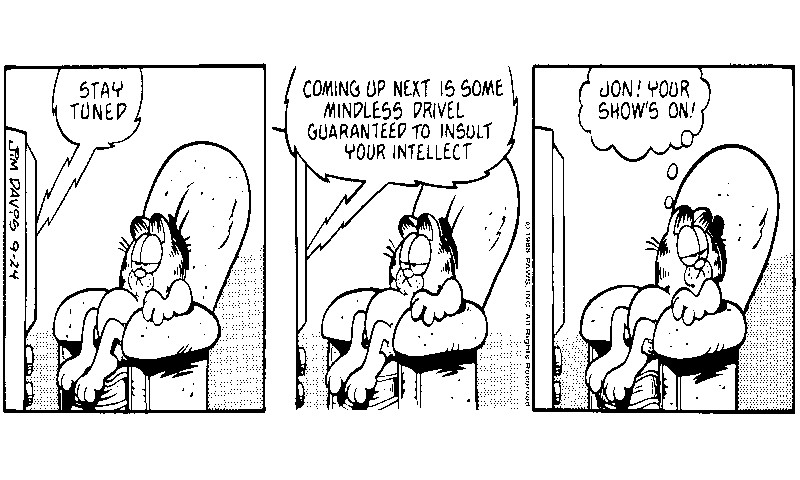 STAY
TUNED
JIM DAVIS 9-24
COMING UP NEXT IS SOME
MINDLESS DRIVEL
GUARANTEED TO INSULT
YOUR INTELLECT
JON! YOUR
SHOW'S ON!